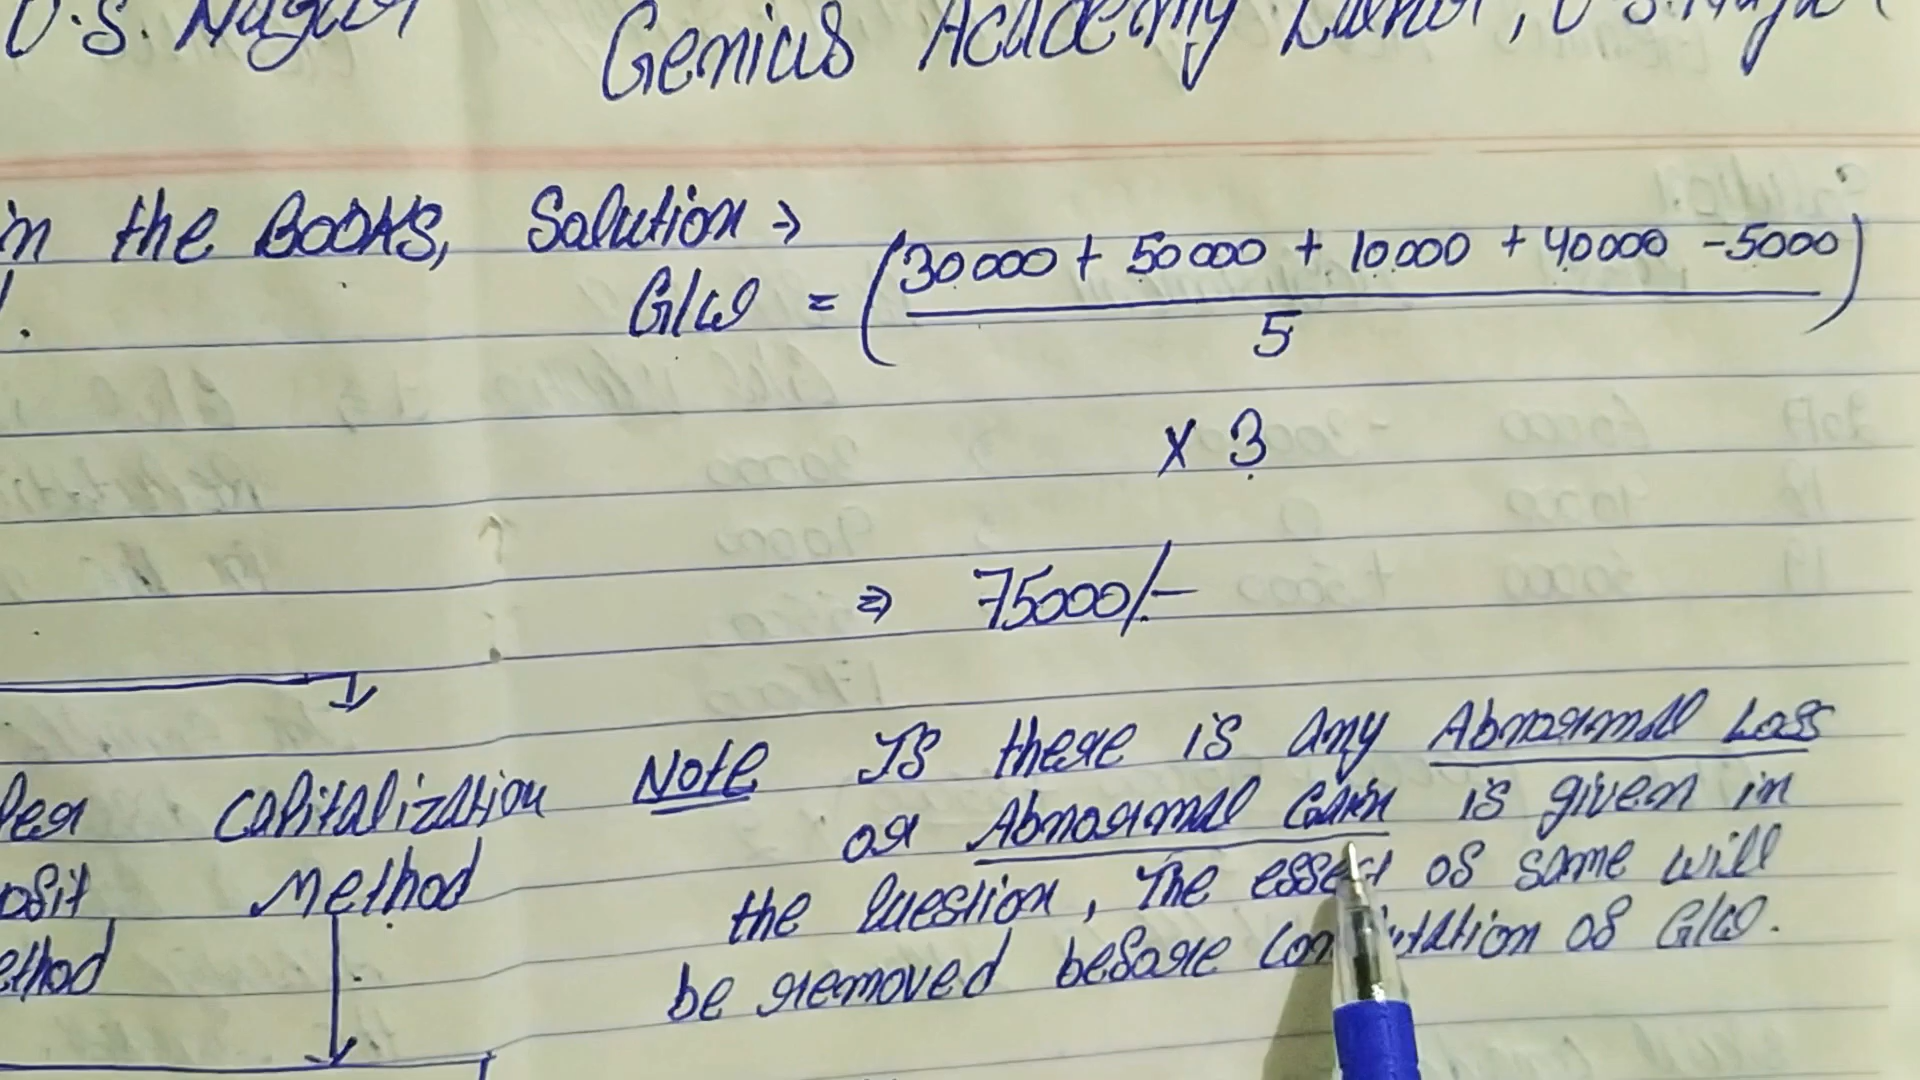 U.S. Nagar
Genius Academy
in the Books,
Solution →
G/W = (30000 + 50000 + 10000 + 40000 - 5000)
5
× 3
⇒ 75000/-
Capitalization
Method
Note If there is any Abnormal Loss
or Abnormal Gain is given in
the question, The effect of same will
be removed before computation of G/W.